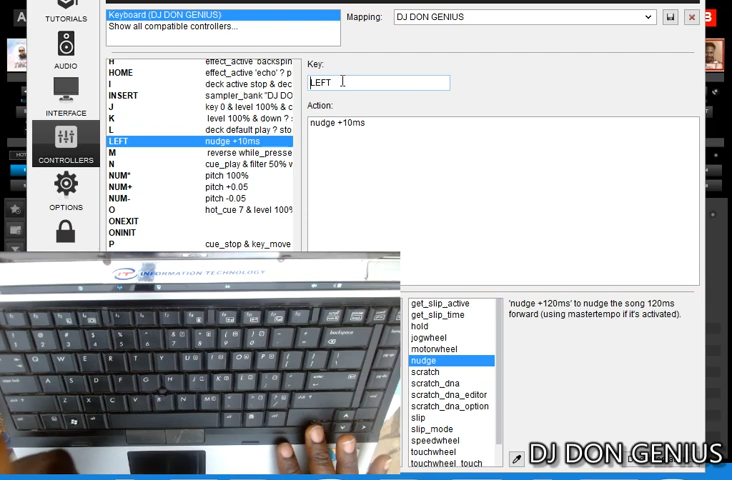 TUTORIALS
AUDIO
INTERFACE
CONTROLLERS
OPTIONS
Keyboard (DJ DON GENIUS)
Show all compatible controllers...
Mapping:
DJ DON GENIUS
H effect_active 'backspin
HOME effect_active 'echo' ? p
I deck active stop & dec
INSERT sampler_bank "DJ DO
J key 0 & level 100% & c
K level 100% & down ? s
L deck default play ? sto
LEFT nudge +10ms
M reverse while_presse
N cue_play & filter 50% w
NUM* pitch 100%
NUM+ pitch +0.05
NUM- pitch -0.05
O hot_cue 7 & level 100%
ONEXIT
ONINIT
P cue_stop & key_move
Key:
LEFT
Action:
nudge +10ms
get_slip_active
get_slip_time
hold
jogwheel
motorwheel
nudge
scratch
scratch_dna
scratch_dna_editor
scratch_dna_option
slip
slip_mode
speedwheel
touchwheel
touchwheel_touch
'nudge +120ms' to nudge the song 120ms
forward (using mastertempo if it's activated).
INFORMATION TECHNOLOGY
DJ DON GENIUS